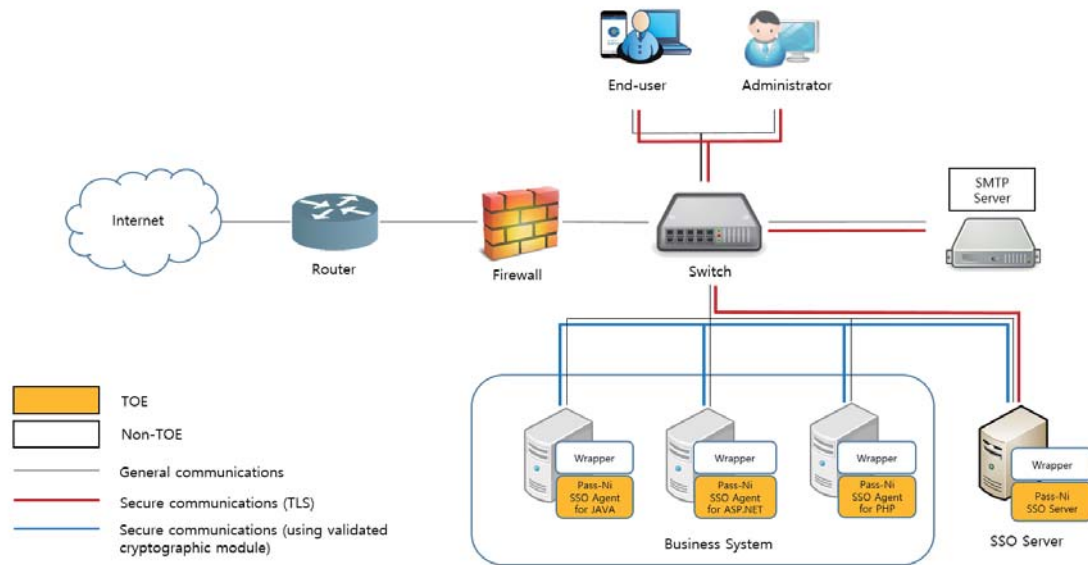 End-user
Administrator
Internet
Router
Firewall
Switch
SMTP
Server
TOE
Non-TOE
General communications
Secure communications (TLS)
Secure communications (using validated
cryptographic module)
Wrapper
Pass-Ni
SSO Agent
for JAVA
Wrapper
Pass-Ni
SSO Agent
for ASP.NET
Wrapper
Pass-Ni
SSO Agent
for PHP
Business System
Wrapper
Pass-Ni
SSO Server
SSO Server